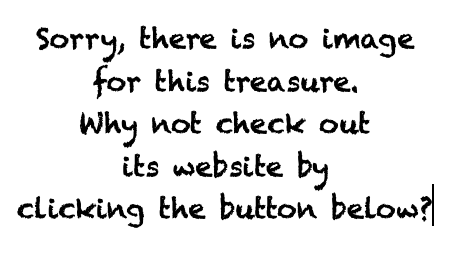 Sorry, there is no image
for this treasure.
Why not check out
its website by
clicking the button below?